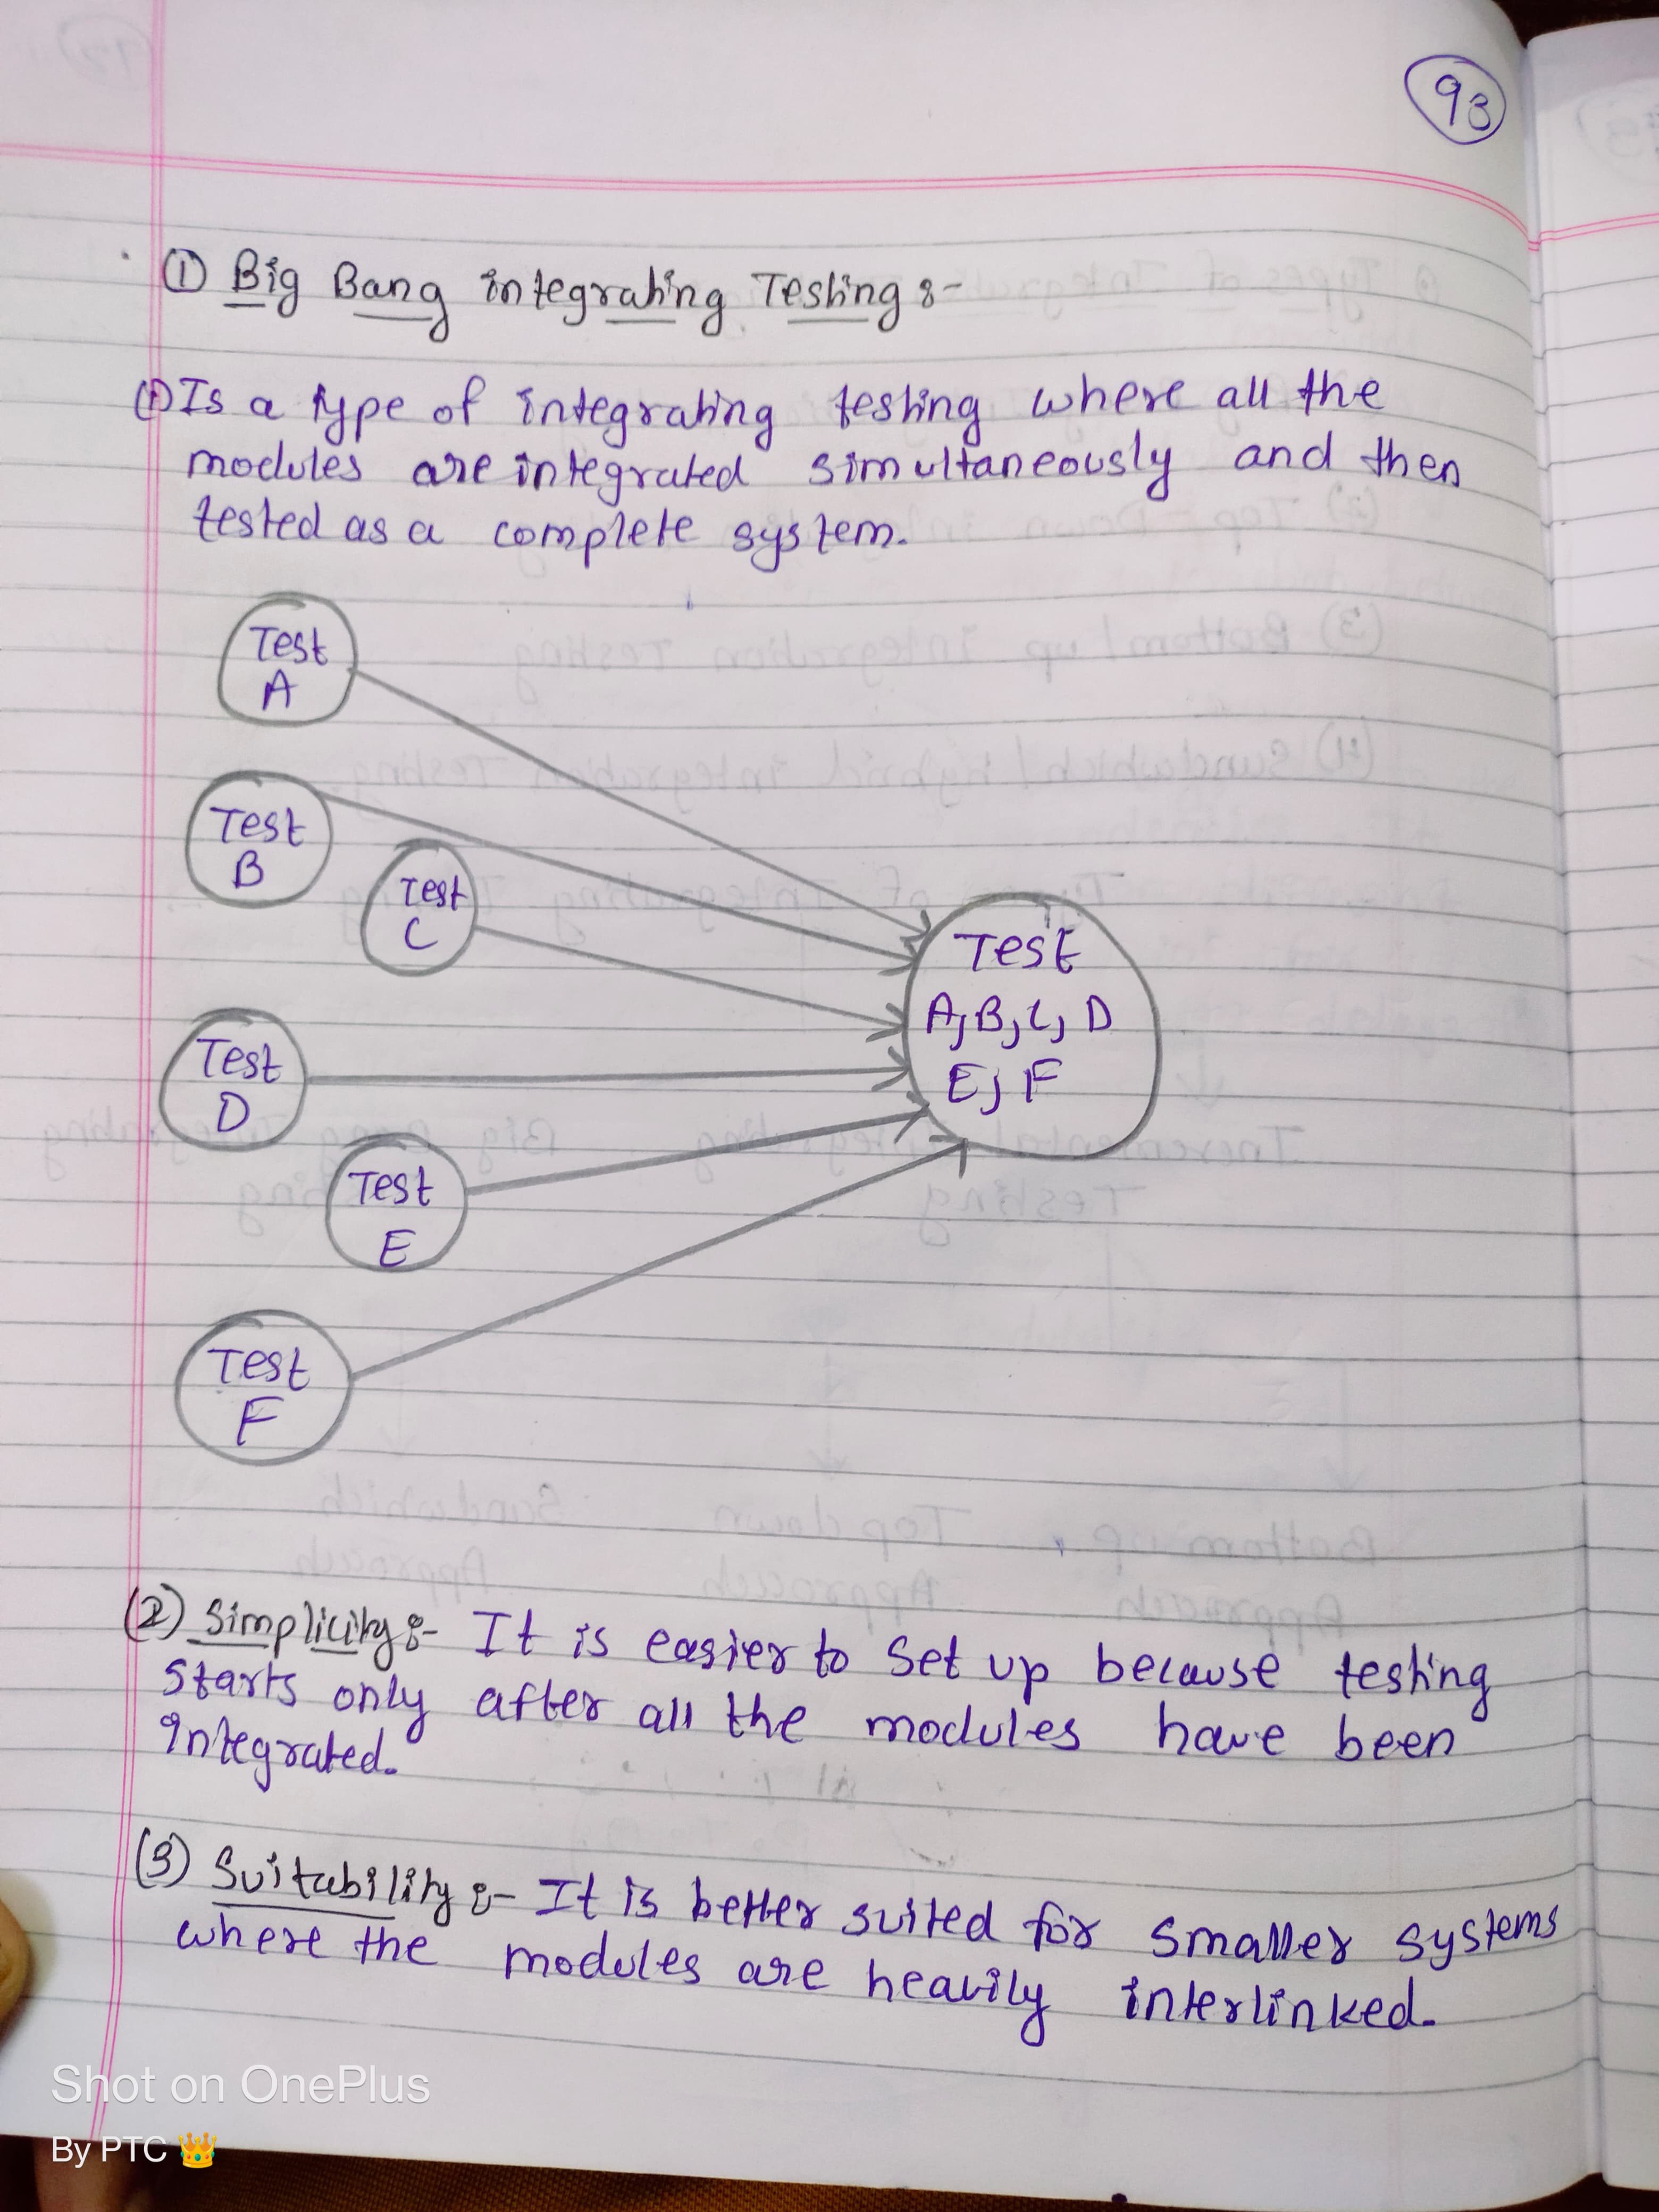 93
① Big Bang integrating Testing :-
① Is a type of integrating testing where all the
modules are integrated simultaneously and then
tested as a complete system.
Test
A
Test
B
Test
C
Test
D
Test
E
Test
F
Test
A, B, C, D
E, F
(2) Simplicity :- It is easier to set up because testing
starts only after all the modules have been
integrated.
(3) Suitability :- It is better suited for smaller systems
where the modules are heavily interlinked.
Shot on OnePlus
By PTC 👑